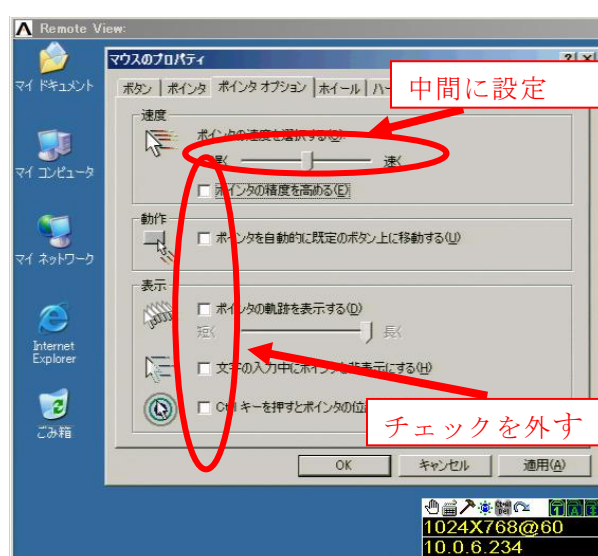 Remote View:
マウスのプロパティ
マイ ドキュメント
ボタン
ポインタ
ポインタ オプション
ホイール
中間に設定
速度
ポインタの速度を選択する(C):
遅く
速く
ポインタの精度を高める(E)
マイ コンピュータ
動作
ポインタを自動的に既定のボタン上に移動する(U)
マイ ネットワーク
表示
ポインタの軌跡を表示する(D)
短く
長く
Internet
Explorer
文字の入力中にポインタを非表示にする(H)
Ctrl キーを押すとポインタの位
チェックを外す
ごみ箱
OK
キャンセル
適用(A)
1024X768@60
10.0.6.234